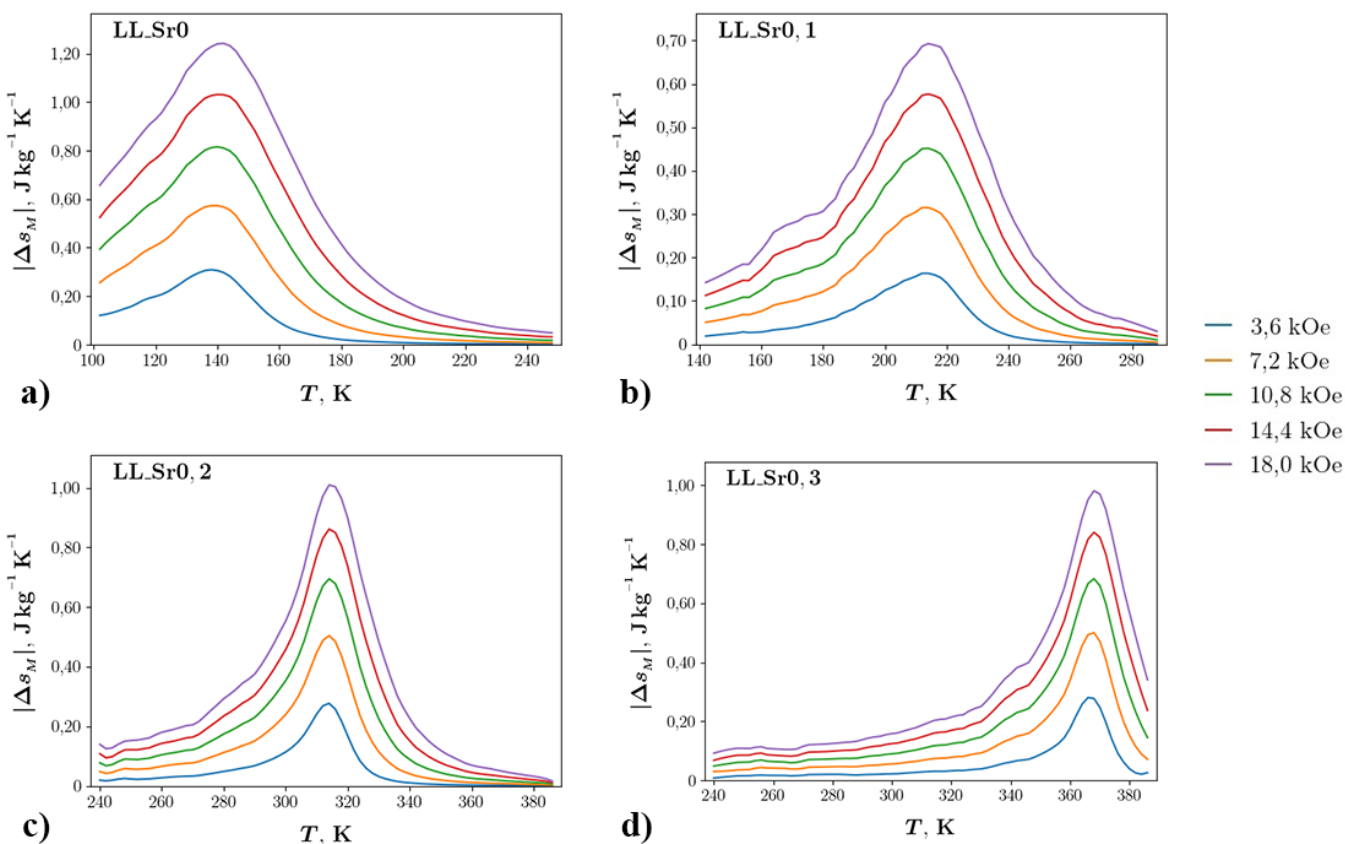 LL_Sr0
1,20
1,00
0,80
0,60
0,40
0,20
0
|Δs_M|, J kg⁻¹ K⁻¹
100 120 140 160 180 200 220 240
T, K
a)
LL_Sr0, 1
0,70
0,60
0,50
0,40
0,30
0,20
0,10
0
|Δs_M|, J kg⁻¹ K⁻¹
140 160 180 200 220 240 260 280
T, K
b)
3,6 kOe
7,2 kOe
10,8 kOe
14,4 kOe
18,0 kOe
LL_Sr0, 2
1,00
0,80
0,60
0,40
0,20
0
|Δs_M|, J kg⁻¹ K⁻¹
240 260 280 300 320 340 360 380
T, K
c)
LL_Sr0, 3
1,00
0,80
0,60
0,40
0,20
0
|Δs_M|, J kg⁻¹ K⁻¹
240 260 280 300 320 340 360 380
T, K
d)